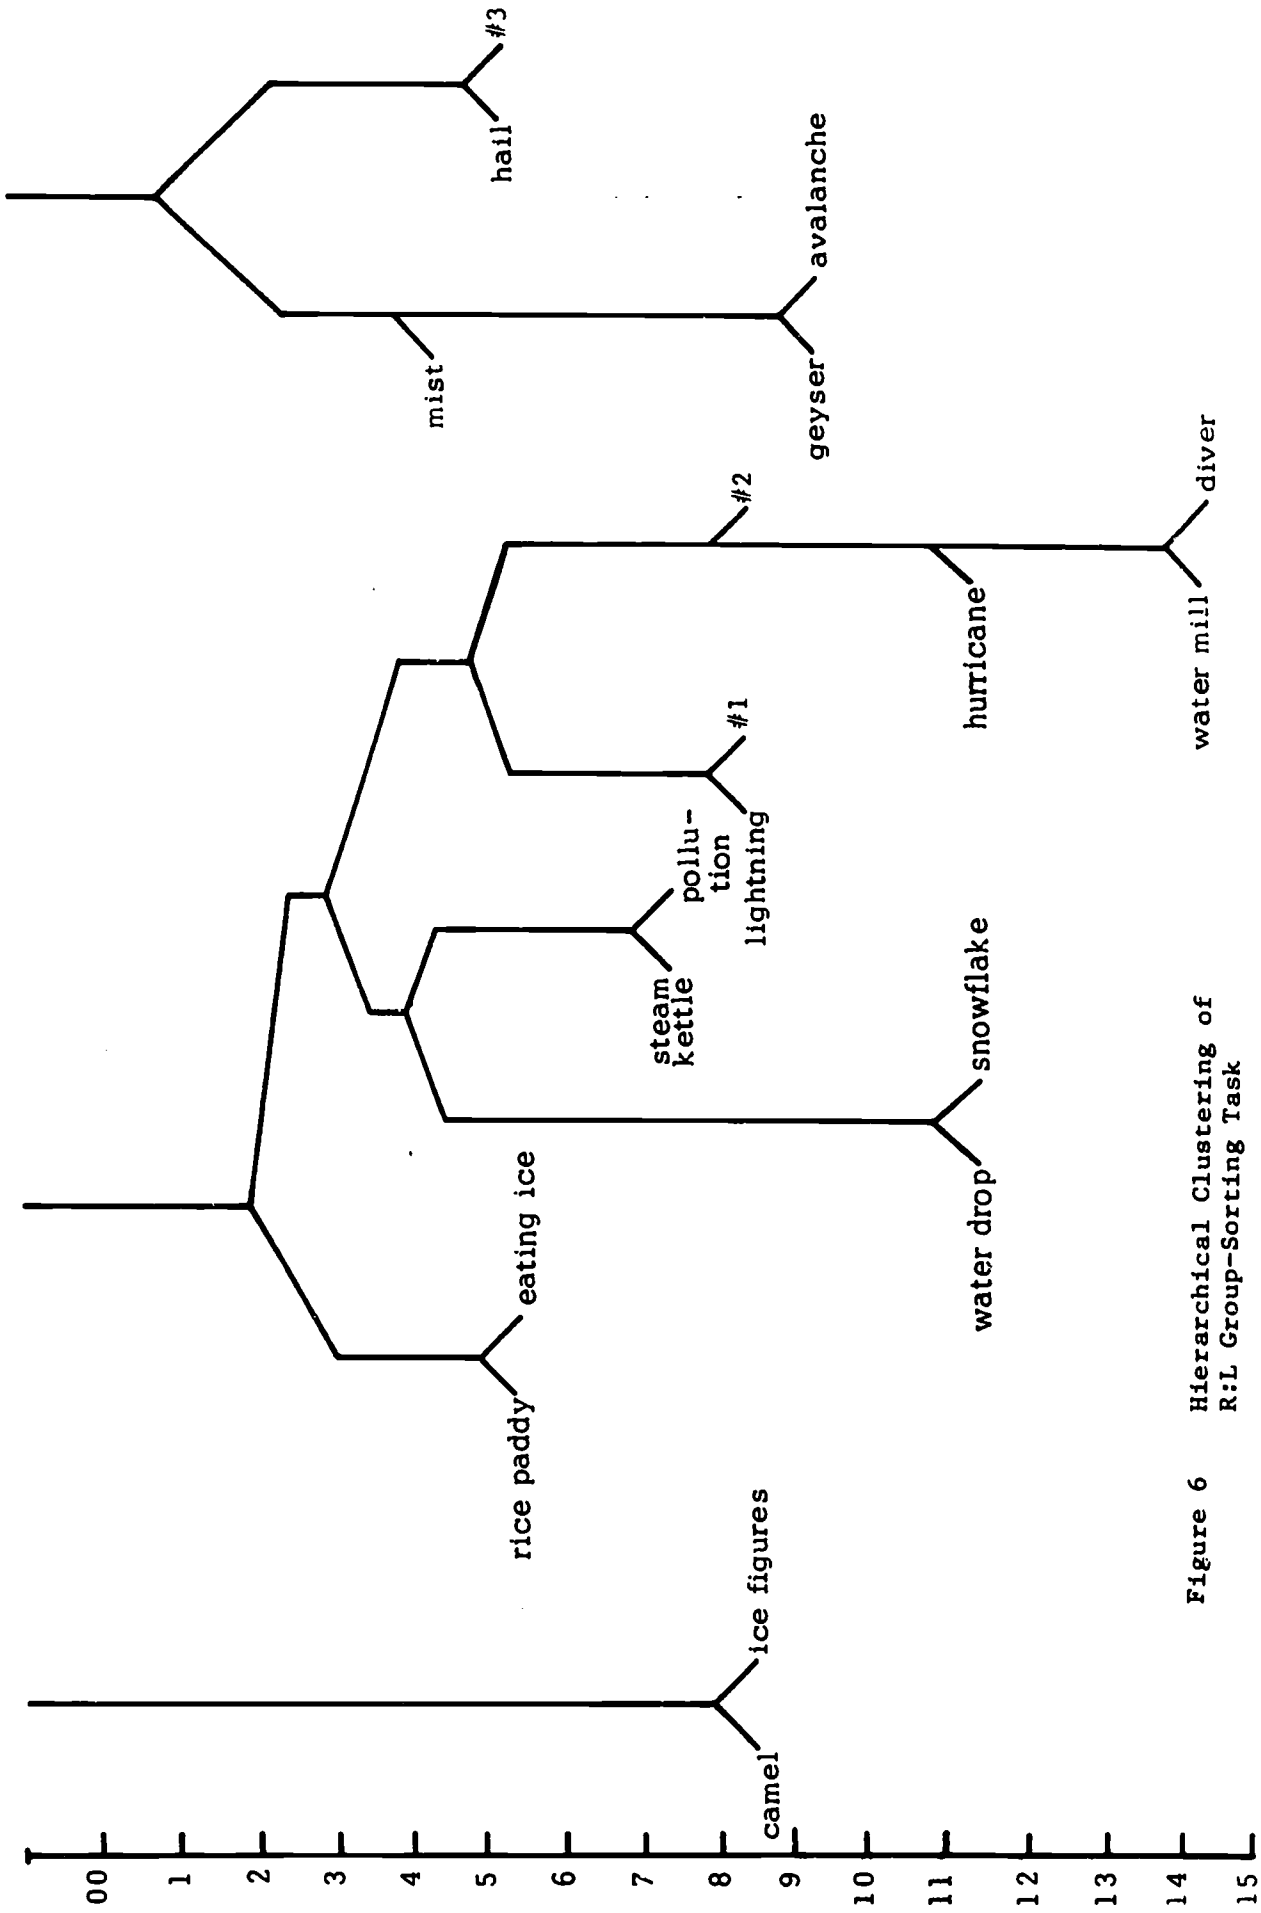 00
1
2
3
4
5
6
7
8
9
10
11
12
13
14
15
camel
ice figures
rice paddy
eating ice
water drop
snowflake
steam
kettle
pollu-
tion
lightning
#1
#2
hurricane
water mill
diver
mist
geyser
avalanche
hail
#3
Figure 6 Hierarchical Clustering of
R:L Group-Sorting Task